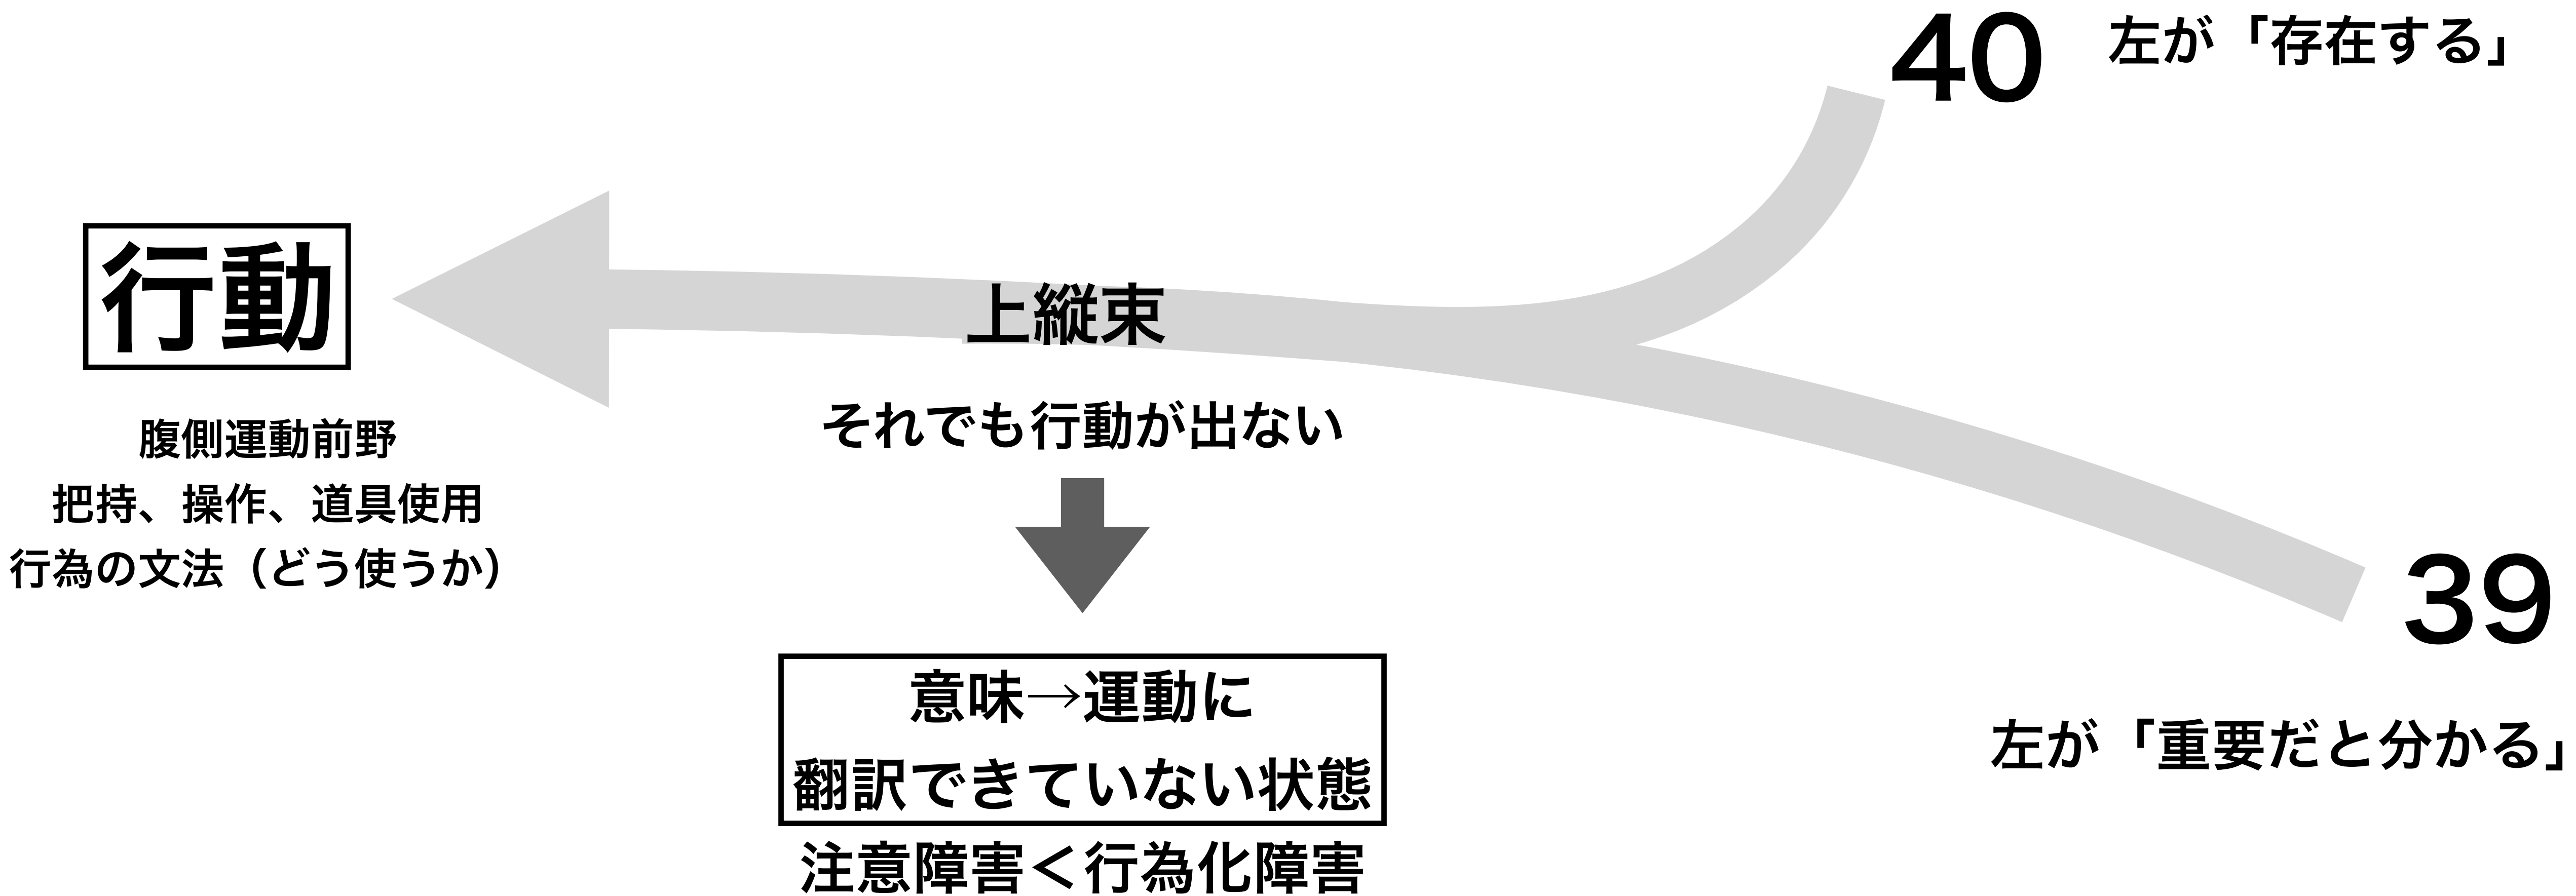 40
左が「存在する」
行動
上縦束
それでも行動が出ない
腹側運動前野
把持、操作、道具使用
行為の文法（どう使うか）
39
左が「重要だと分かる」
意味→運動に
翻訳できていない状態
注意障害＜行為化障害